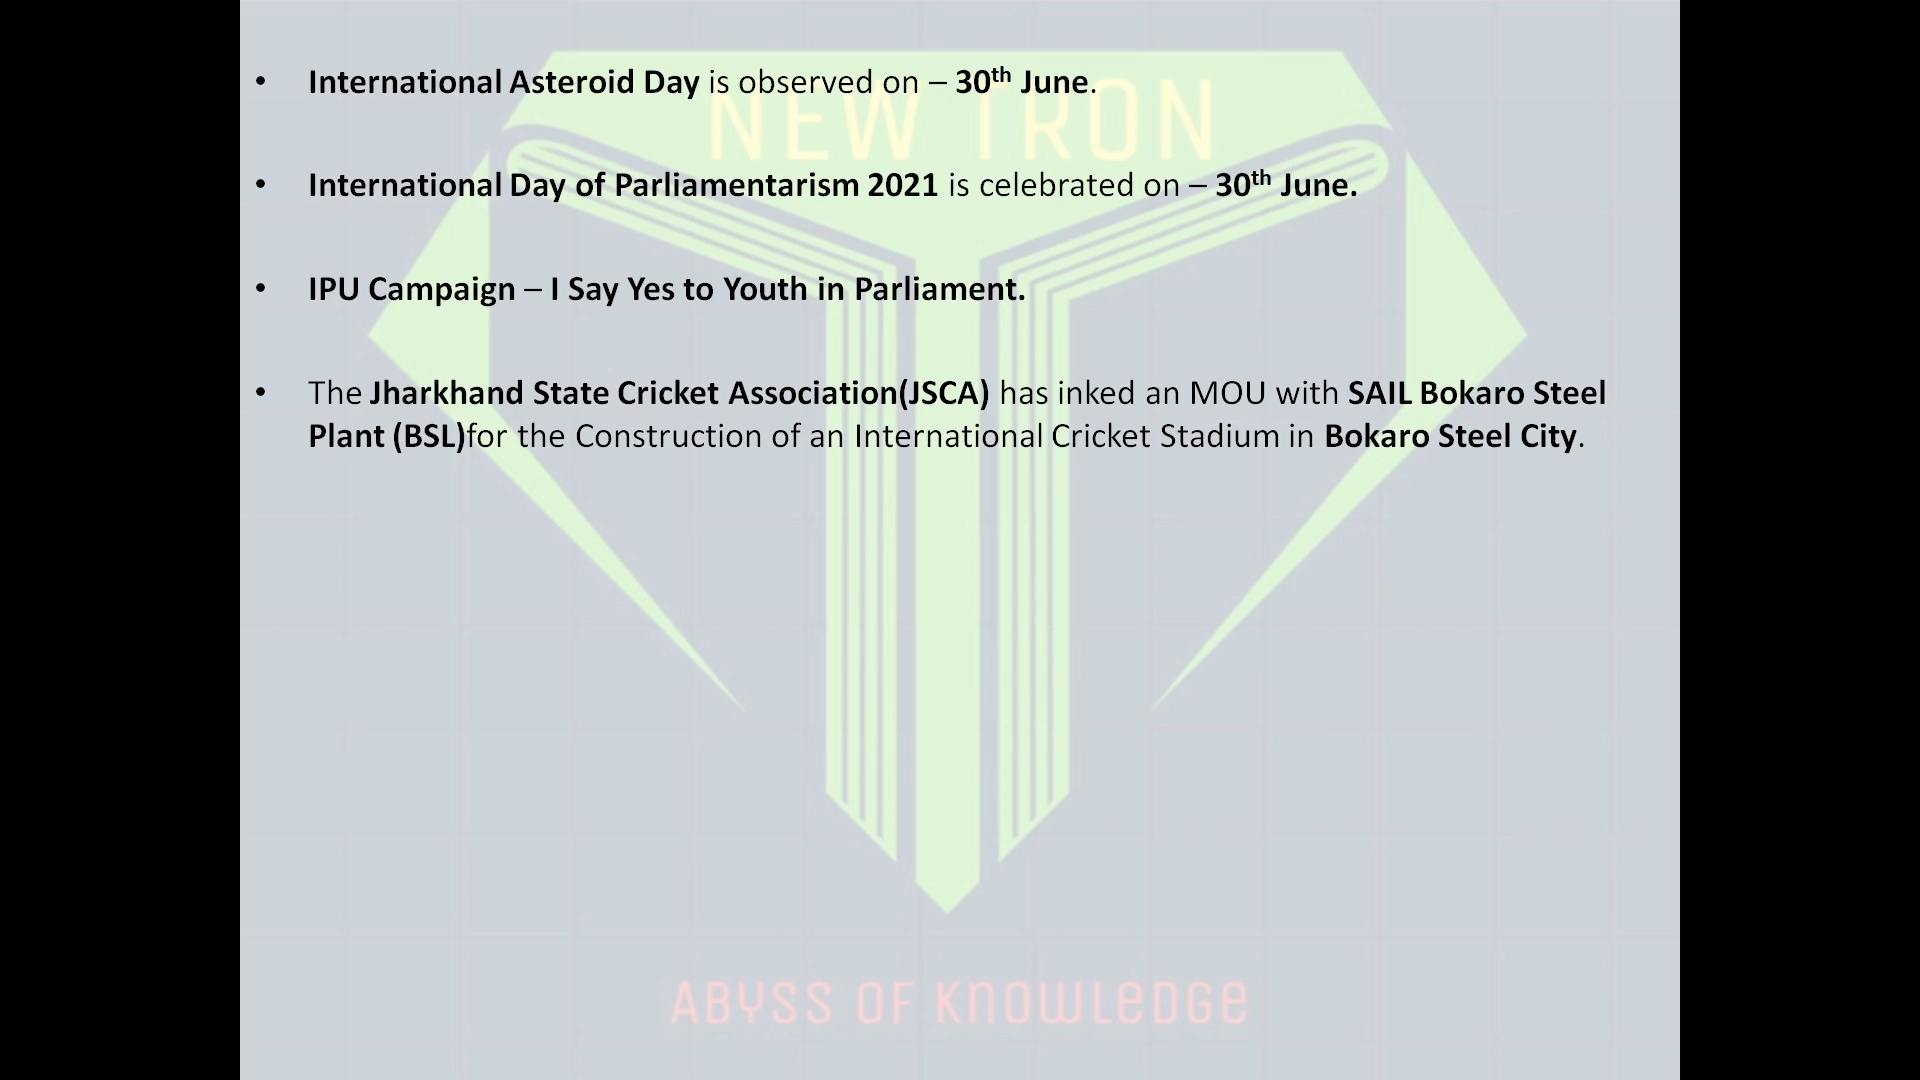 NEW TRON
• International Asteroid Day is observed on – 30th June.
• International Day of Parliamentarism 2021 is celebrated on – 30th June.
• IPU Campaign – I Say Yes to Youth in Parliament.
• The Jharkhand State Cricket Association(JSCA) has inked an MOU with SAIL Bokaro Steel
Plant (BSL)for the Construction of an International Cricket Stadium in Bokaro Steel City.
ABYSS OF KnOWLeDGe